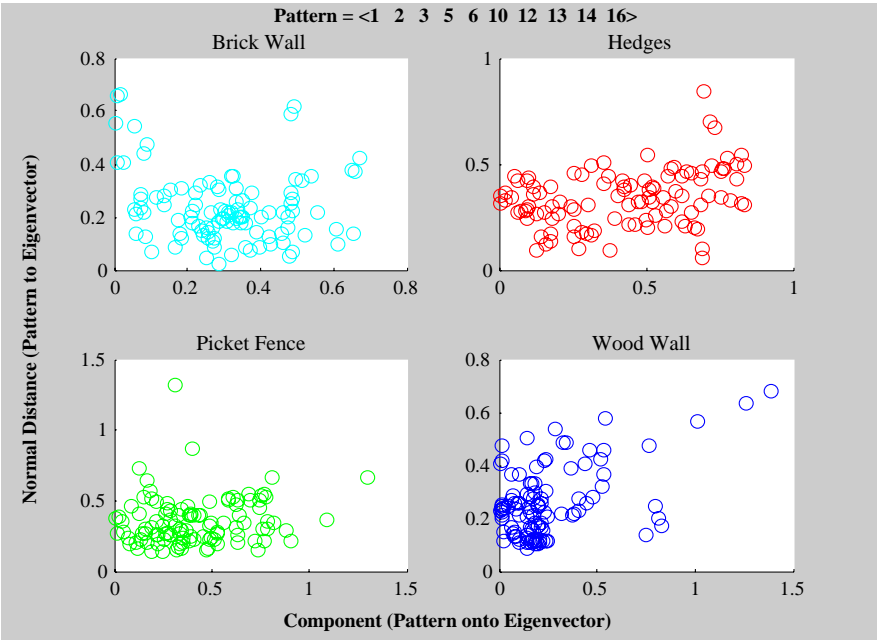 Pattern = <1 2 3 5 6 10 12 13 14 16>
Brick Wall
Hedges
0.8
0.6
0.4
0.2
0
0 0.2 0.4 0.6 0.8
1
0.5
0
0 0.5 1
Normal Distance (Pattern to Eigenvector)
Picket Fence
Wood Wall
1.5
1
0.5
0
0 0.5 1 1.5
0.8
0.6
0.4
0.2
0
0 0.5 1 1.5
Component (Pattern onto Eigenvector)